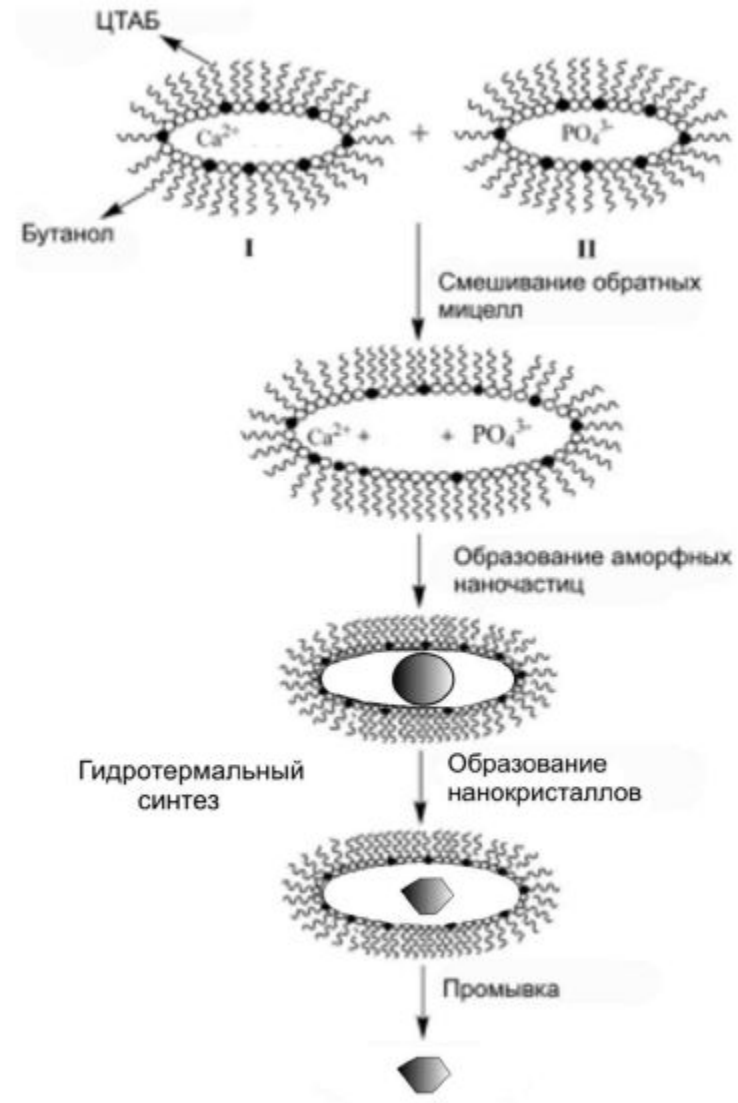 ЦТАБ
Ca²⁺
+
PO₄³⁻
Бутанол
I
II
Смешивание обратных
мицелл
Ca²⁺ + + PO₄³⁻
Образование аморфных
наночастиц
Гидротермальный
синтез
Образование
нанокристаллов
Промывка